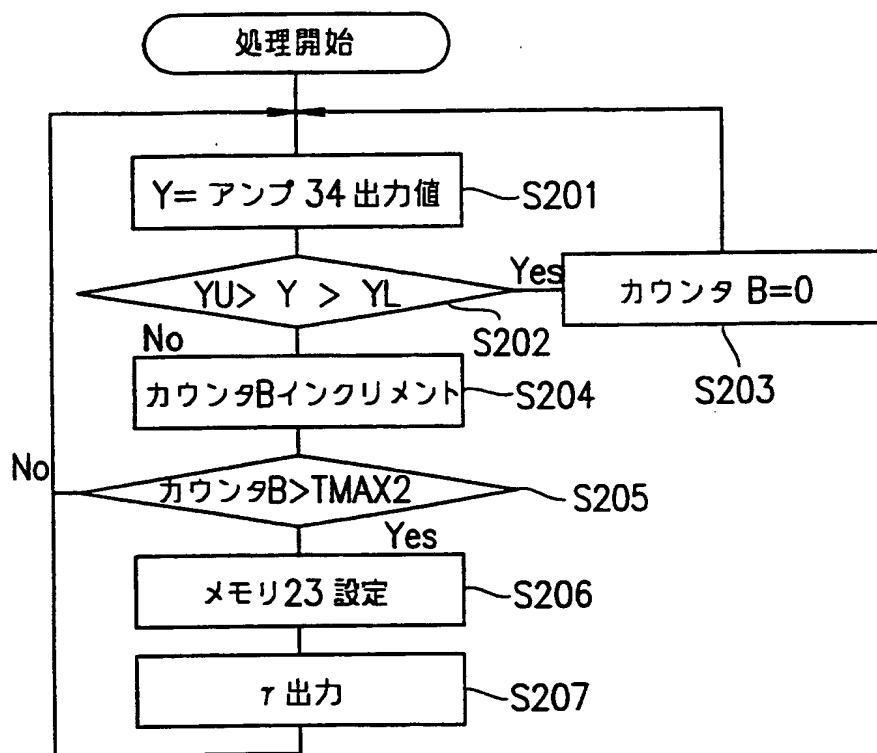 処理開始
Y= アンプ 34 出力値
S201
YU> Y > YL
Yes
S202
カウンタ B=0
S203
No
カウンタBインクリメント
S204
No
カウンタB>TMAX2
S205
Yes
メモリ23 設定
S206
γ 出力
S207